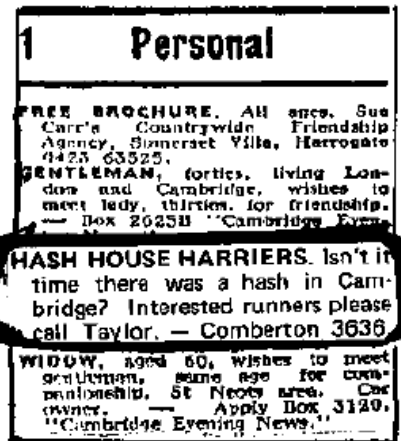 1 Personal
FREE BROCHURE. All ages. Sue
Carr's Countrywide Friendship
Agency, Somerset Villa, Harrogate
0423 63525.
GENTLEMAN, forties, living Lon-
don and Cambridge, wishes to
meet lady, thirties, for friendship.
— Box 2625B "Cambridge Even-
HASH HOUSE HARRIERS. Isn't it
time there was a hash in Cam-
bridge? Interested runners please
call Taylor. — Comberton 3636
WIDOW, aged 60, wishes to meet
gentleman, same age for com-
panionship, St Neots area. Car
owner. — Apply Box 3120,
"Cambridge Evening News."